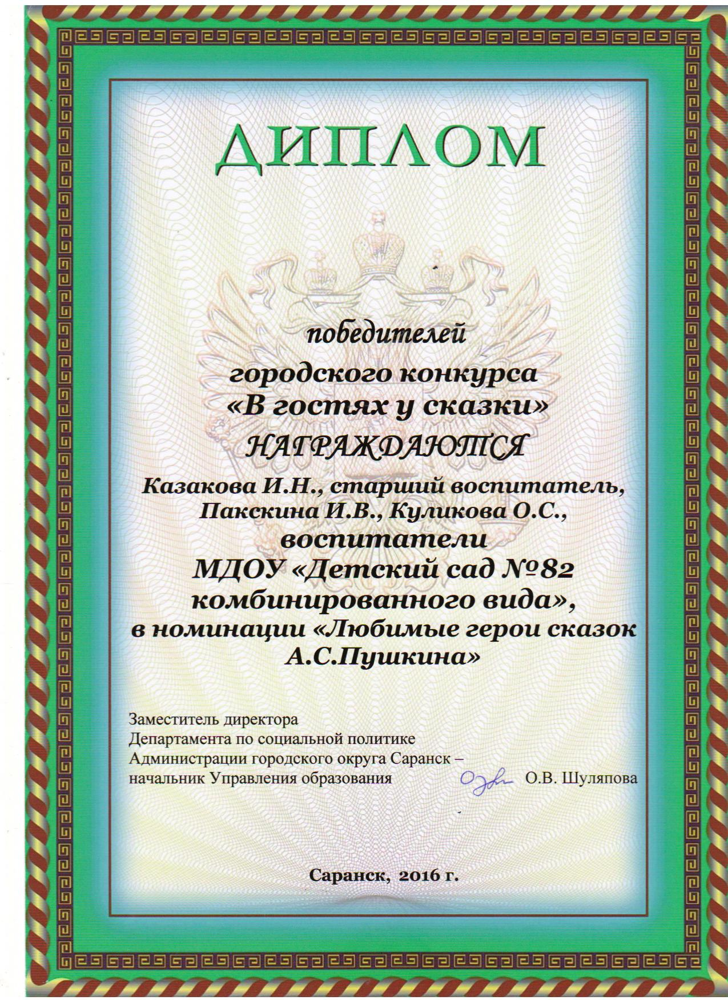 ДИПЛОМ
победителей
городского конкурса
«В гостях у сказки»
НАГРАЖДАЮТСЯ
Казакова И.Н., старший воспитатель,
Пакскина И.В., Куликова О.С.,
воспитатели
МДОУ «Детский сад №82
комбинированного вида»,
в номинации «Любимые герои сказок
А.С.Пушкина»
Заместитель директора
Департамента по социальной политике
Администрации городского округа Саранск –
начальник Управления образования О.В. Шуляпова
Саранск, 2016 г.